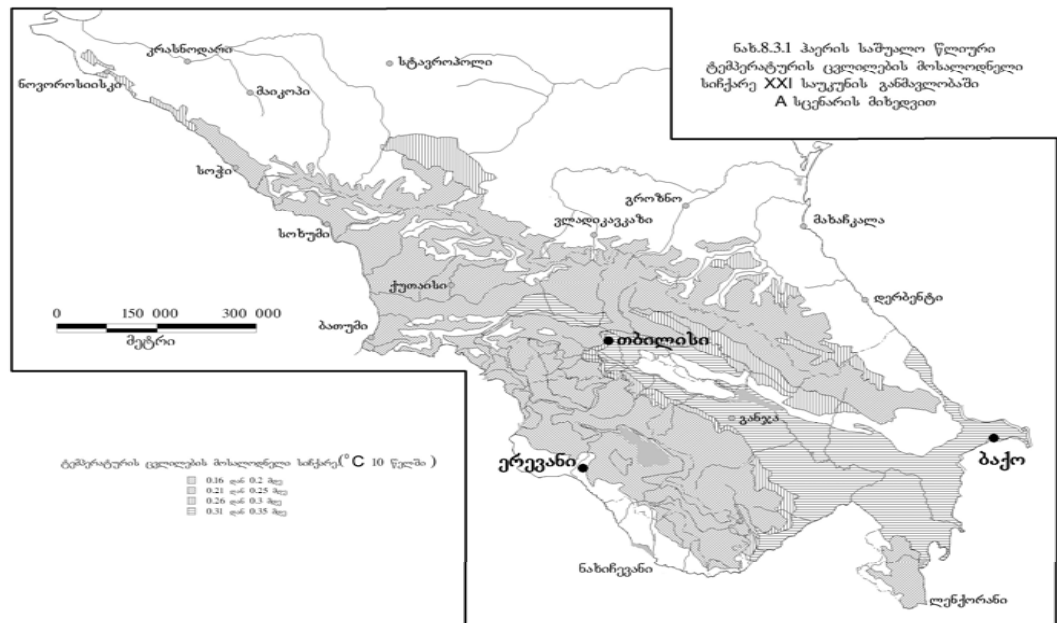 ნახ.8.3.1 ჰაერის საშუალო წლიური
ტემპერატურის ცვლილების მოსალოდნელი
სიჩქარე XXI საუკუნის განმავლობაში
A სცენარის მიხედვით
კრასნოდარი
სტავროპოლი
ნოვოროსიისკი
მაიკოპი
სოჭი
გროზნო
ვლადიკავკაზი
მახაჩკალა
სოხუმი
ქუთაისი
დერბენტი
0 150 000 300 000
მეტრი
ბათუმი
თბილისი
განჯა
ერევანი
ბაქო
ტემპერატურის ცვლილების მოსალოდნელი სიჩქარე(°C 10 წელში )
0.16 დან 0.2 მდე
0.21 დან 0.25 მდე
0.26 დან 0.3 მდე
0.31 დან 0.35 მდე
ნახიჩევანი
ლენქორანი